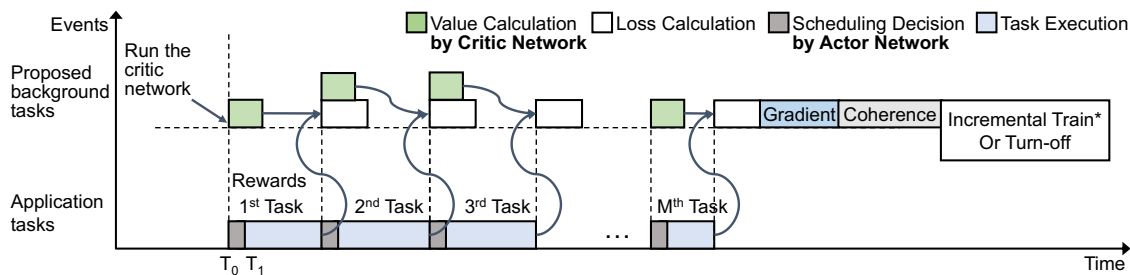 Events
Value Calculation
by Critic Network
Loss Calculation
Scheduling Decision
by Actor Network
Task Execution
Run the
critic
network
Proposed
background
tasks
Gradient
Coherence
Incremental Train*
Or Turn-off
Rewards
1st Task
2nd Task
3rd Task
Mth Task
Application
tasks
...
T0 T1
Time